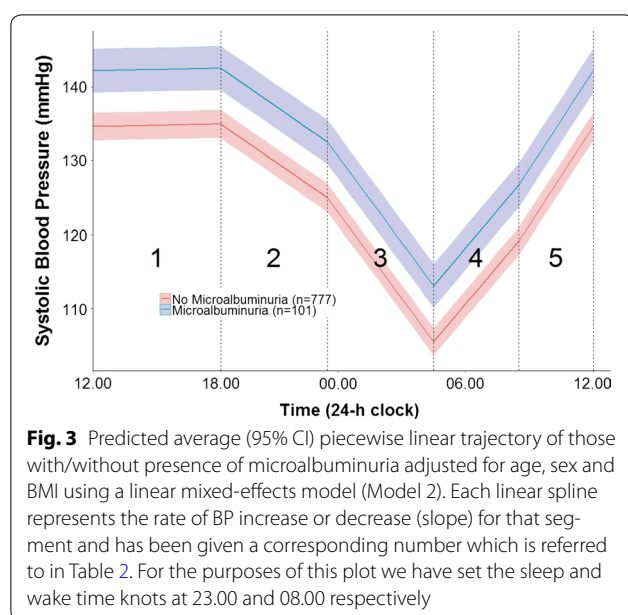 Systolic Blood Pressure (mmHg)
140
130
120
110
1
2
3
4
5
No Microalbuminuria (n=777)
Microalbuminuria (n=101)
12.00
18.00
00.00
06.00
12.00
Time (24-h clock)
Fig. 3 Predicted average (95% CI) piecewise linear trajectory of those
with/without presence of microalbuminuria adjusted for age, sex and
BMI using a linear mixed-effects model (Model 2). Each linear spline
represents the rate of BP increase or decrease (slope) for that seg-
ment and has been given a corresponding number which is referred
to in Table 2. For the purposes of this plot we have set the sleep and
wake time knots at 23.00 and 08.00 respectively